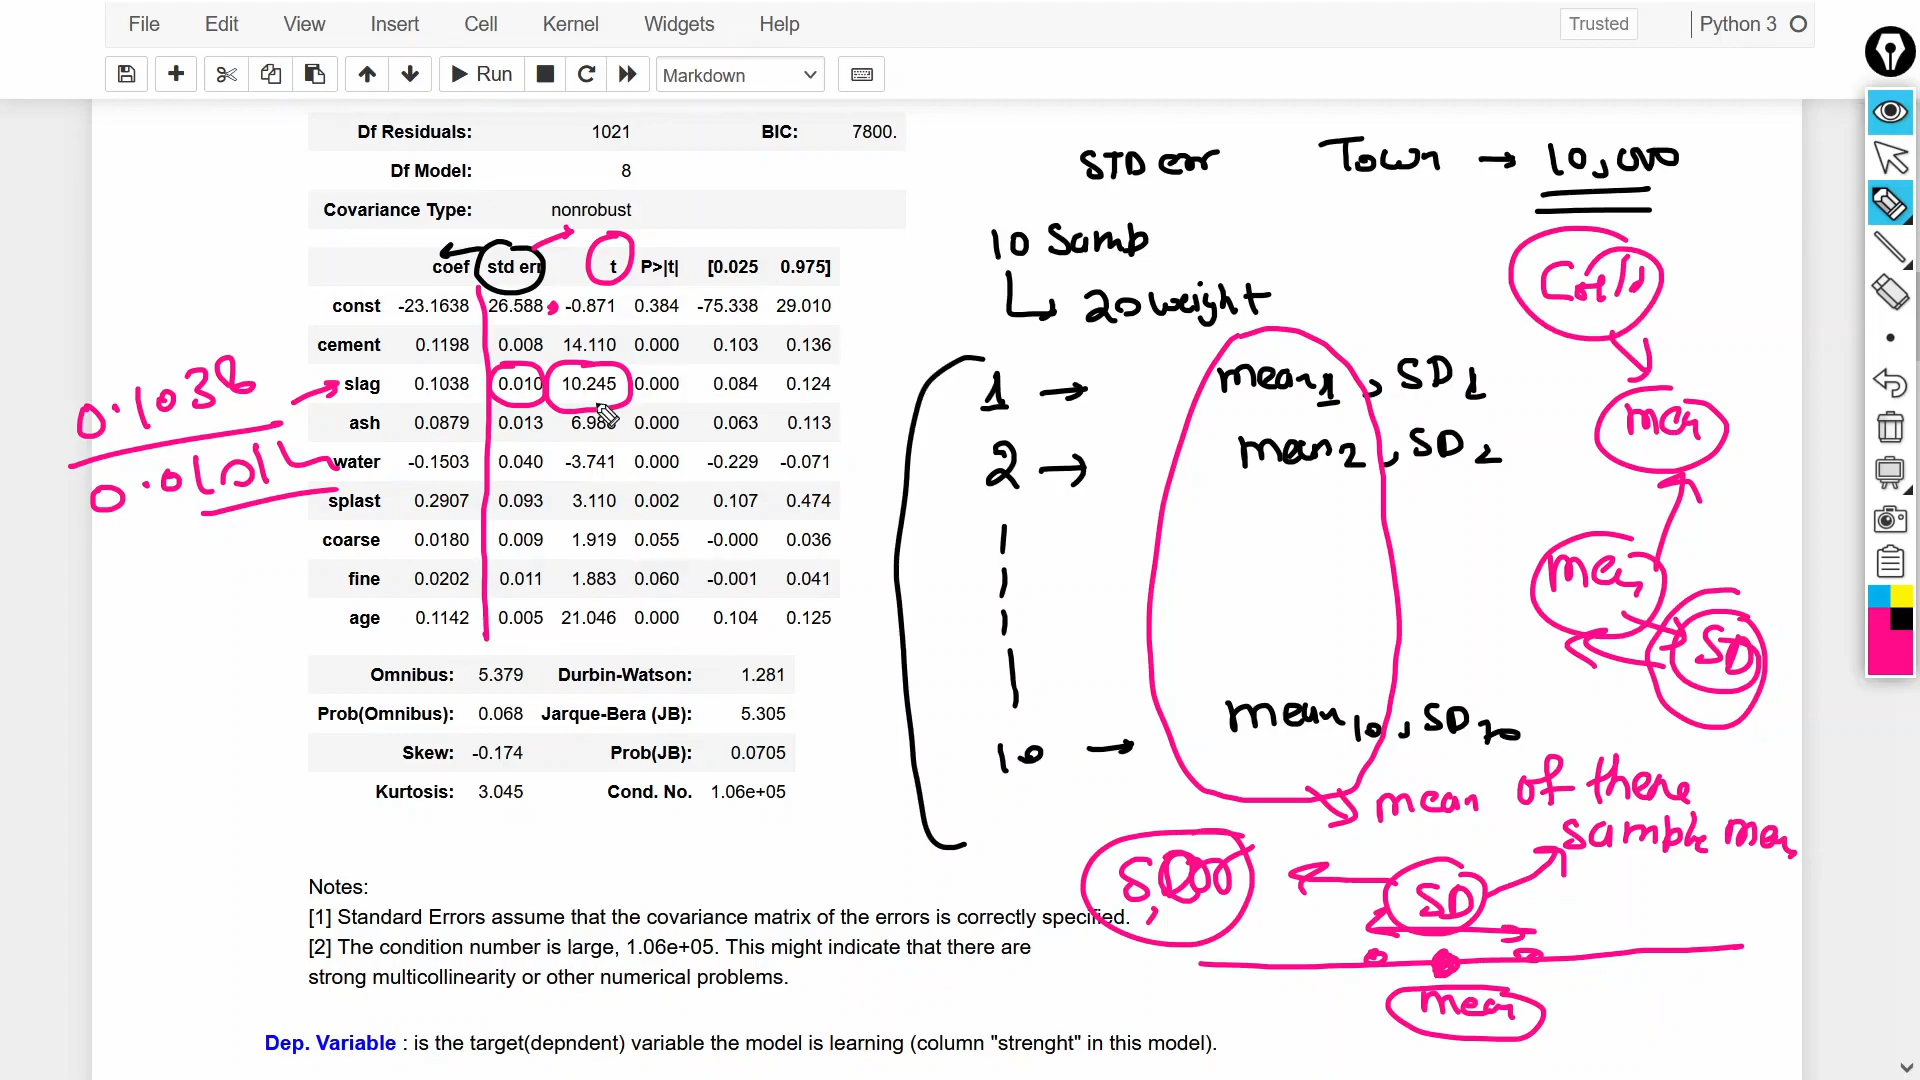 File Edit View Insert Cell Kernel Widgets Help Trusted Python 3
Run Markdown
Df Residuals: 1021 BIC: 7800.
Df Model: 8
Covariance Type: nonrobust
coef std err t P>|t| [0.025 0.975]
const -23.1638 26.588 -0.871 0.384 -75.338 29.010
cement 0.1198 0.008 14.110 0.000 0.103 0.136
slag 0.1038 0.010 10.245 0.000 0.084 0.124
ash 0.0879 0.013 6.98 0.000 0.063 0.113
water -0.1503 0.040 -3.741 0.000 -0.229 -0.071
splast 0.2907 0.093 3.110 0.002 0.107 0.474
coarse 0.0180 0.009 1.919 0.055 -0.000 0.036
fine 0.0202 0.011 1.883 0.060 -0.001 0.041
age 0.1142 0.005 21.046 0.000 0.104 0.125
Omnibus: 5.379 Durbin-Watson: 1.281
Prob(Omnibus): 0.068 Jarque-Bera (JB): 5.305
Skew: -0.174 Prob(JB): 0.0705
Kurtosis: 3.045 Cond. No. 1.06e+05
Notes:
[1] Standard Errors assume that the covariance matrix of the errors is correctly specified.
[2] The condition number is large, 1.06e+05. This might indicate that there are
strong multicollinearity or other numerical problems.
Dep. Variable : is the target(depndent) variable the model is learning (column "strenght" in this model).
0.1038
STD err Town → 10,000
10 Samb
20 weight
1 → mean1, SD1
2 → mean2, SD2
10 → mean10, SD10
mean of there
sample
SD
SD